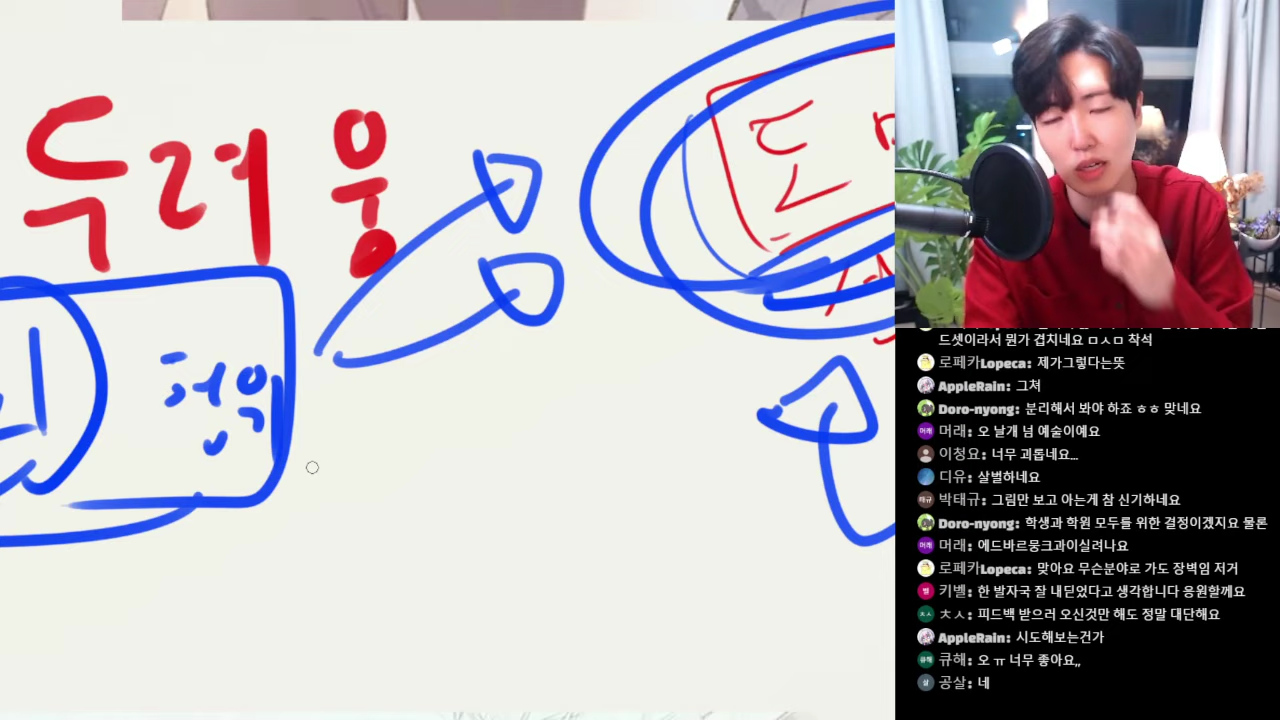 두려움
도
현역
드셋이라서 뭔가 겹치네요 ㅁㅅㅁ 착석
로페카Lopeca: 제가그렇다는뜻
AppleRain: 그쳐
Doro-nyong: 분리해서 봐야 하죠 ㅎㅎ 맞네요
머래: 오 날개 넘 예술이예요
이청요: 너무 괴롭네요...
디유: 살벌하네요
박태규: 그림만 보고 아는게 참 신기하네요
Doro-nyong: 학생과 학원 모두를 위한 결정이겠지요 물론
머래: 에드바르뭉크과이실려나요
로페카Lopeca: 맞아요 무슨분야로 가도 장벽임 저거
키벨: 한 발자국 잘 내딛었다고 생각합니다 응원할께요
ㅊㅅ: 피드백 받으러 오신것만 해도 정말 대단해요
AppleRain: 시도해보는건가
큐해: 오 ㅠ 너무 좋아요,,
공살: 네